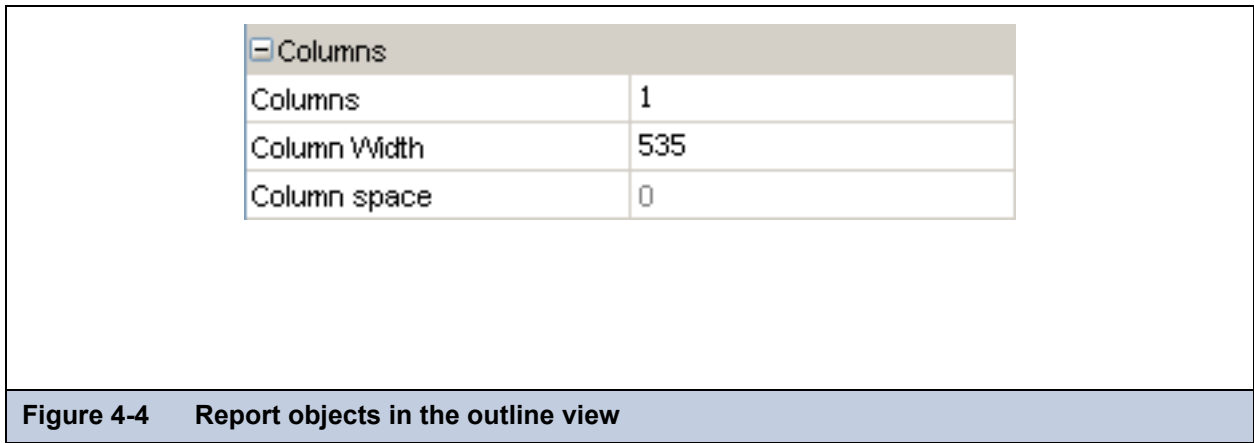 Columns
Columns 1
Column Width 535
Column space 0
Figure 4-4 Report objects in the outline view